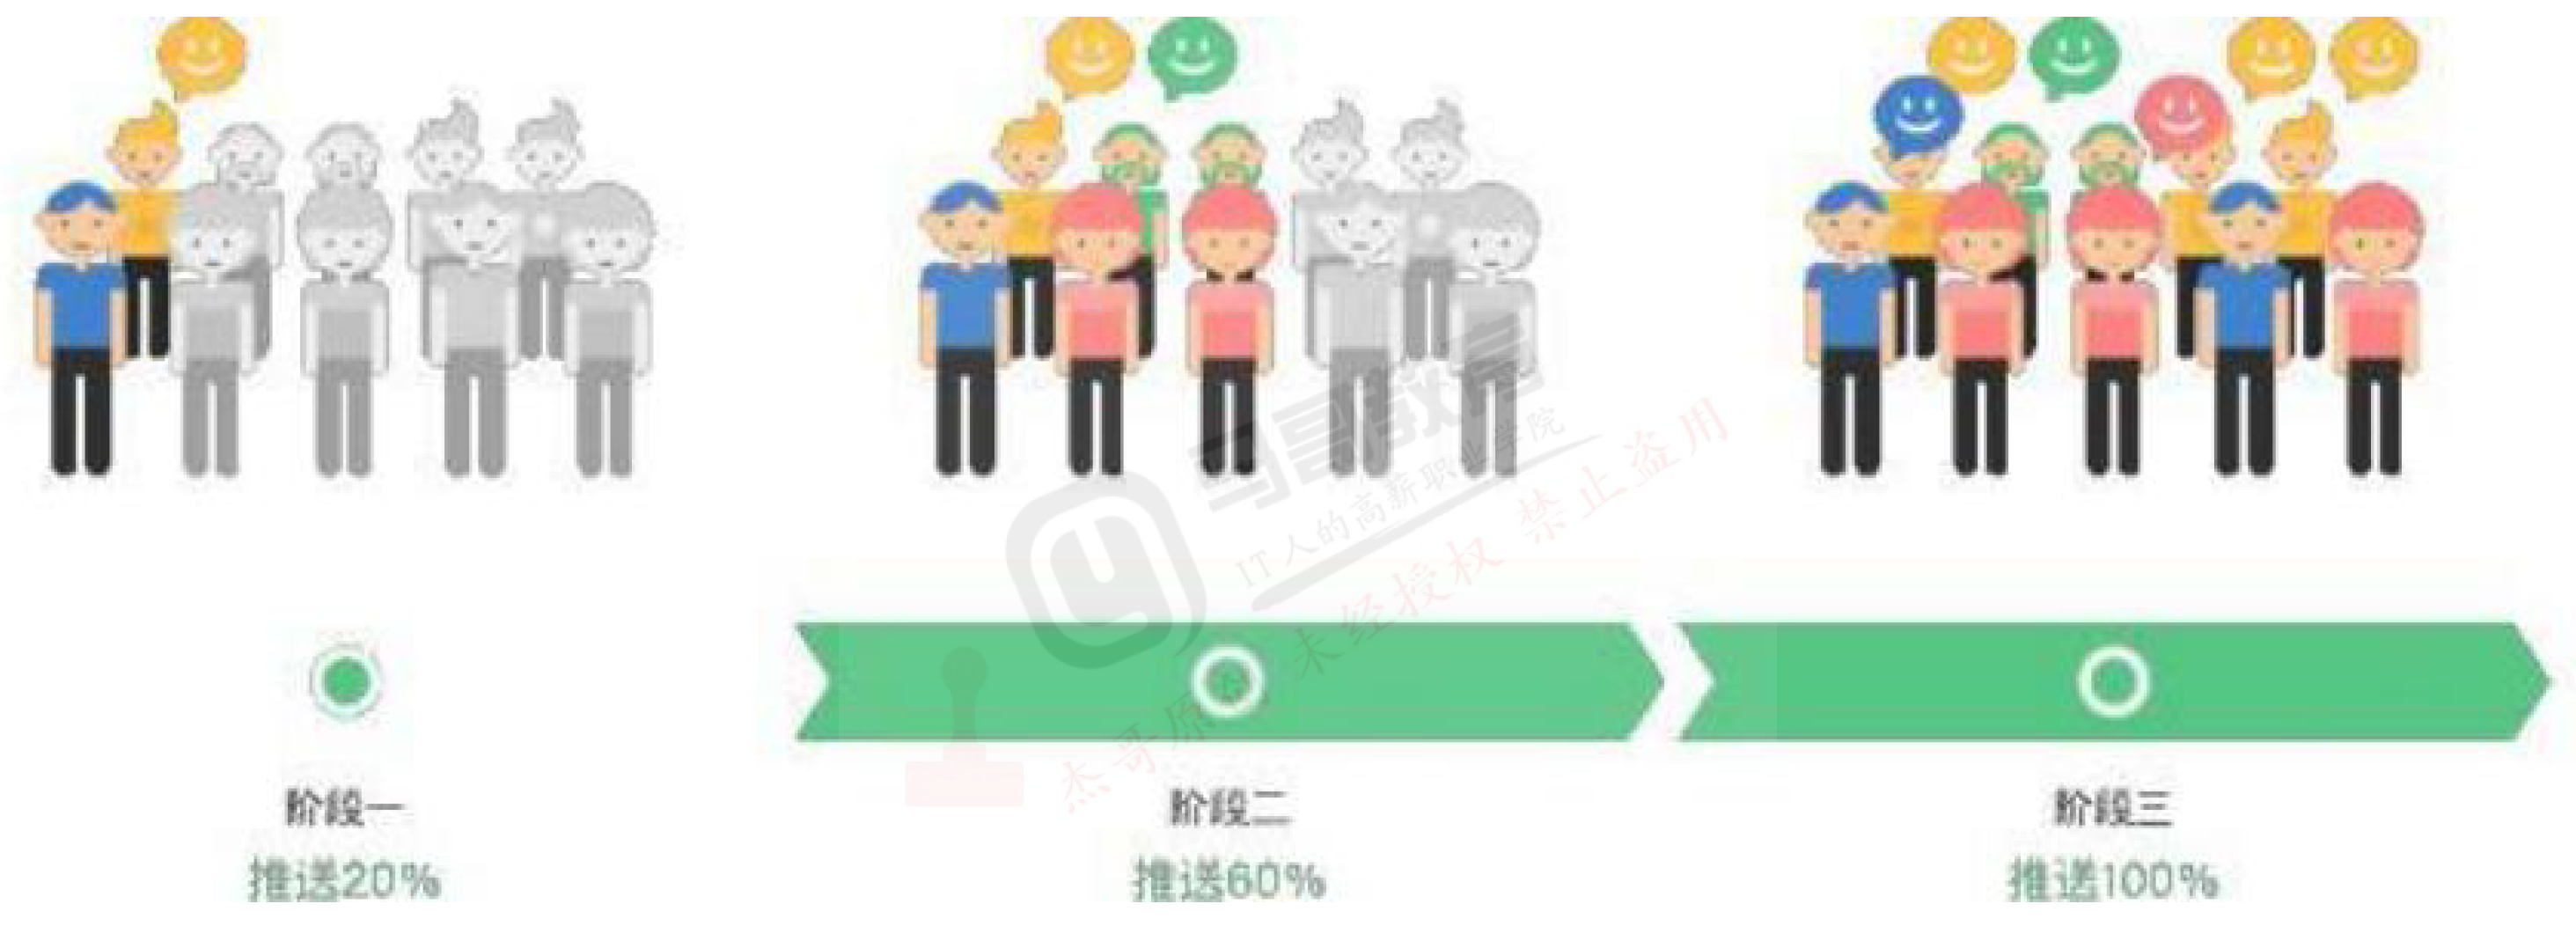 马哥教育
IT人的高薪职业学院
杰哥原
未经授权 禁止盗用
阶段一
阶段二
阶段三
推送20%
推送60%
推送100%